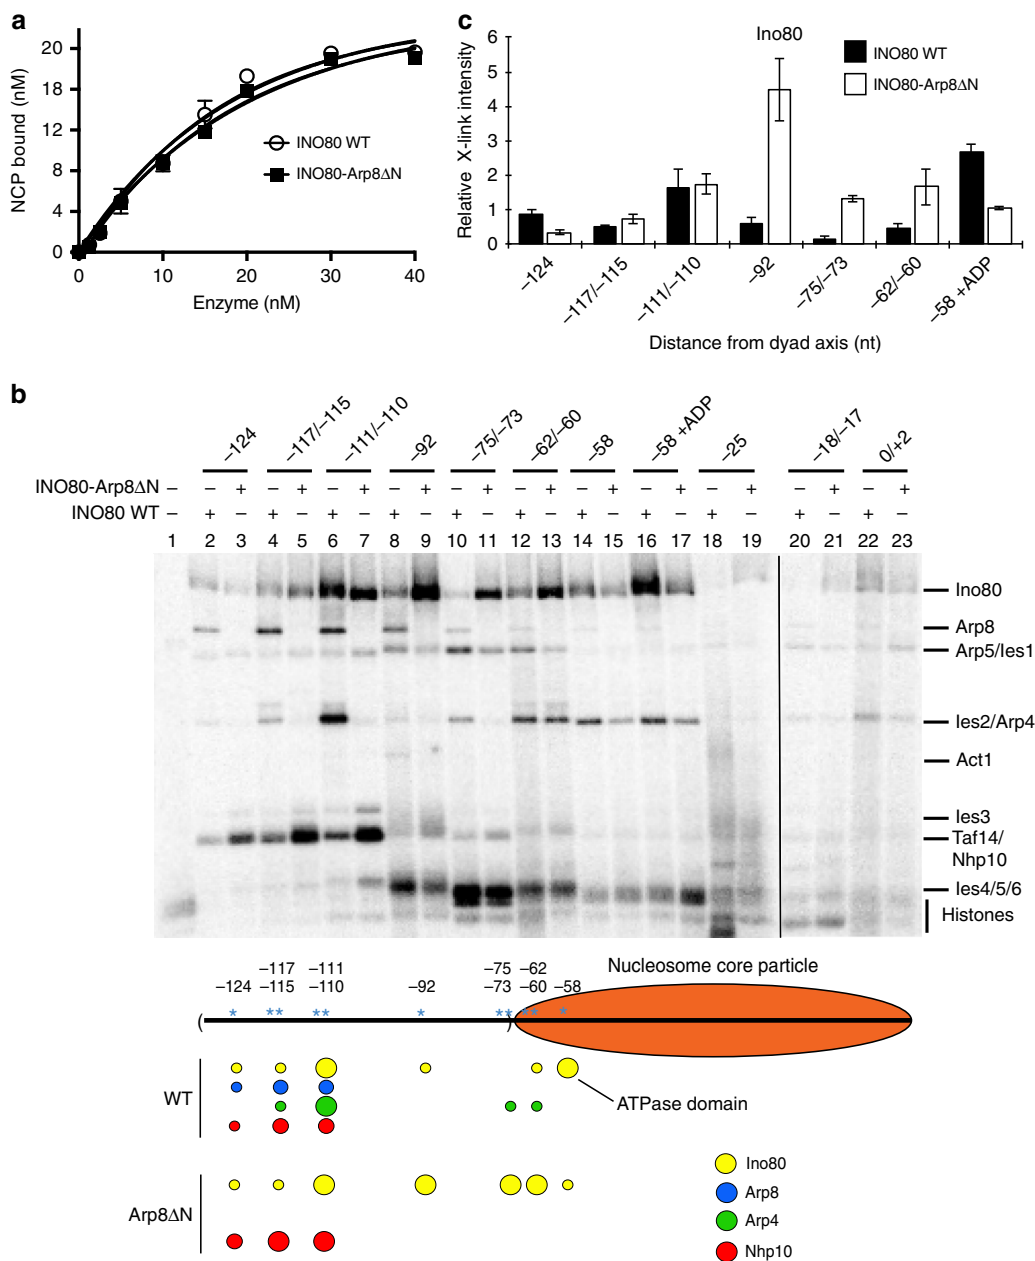 a
NCP bound (nM)
20
18
12
8
4
0
0
10
20
30
40
Enzyme (nM)
INO80 WT
INO80-Arp8ΔN
c
Relative X-link intensity
6
5
4
3
2
1
0
Ino80
INO80 WT
INO80-Arp8ΔN
–124
–117/–115
–111/–110
–92
–75/–73
–62/–60
–58 +ADP
Distance from dyad axis (nt)
b
–124
–117/–115
–111/–110
–92
–75/–73
–62/–60
–58
–58 +ADP
–25
–18/–17
0/+2
INO80-Arp8ΔN – – + – + – + – + – + – + – + – + – + – + – +
INO80 WT – + – + – + – + – + – + – + – + – + – + – + –
1 2 3 4 5 6 7 8 9 10 11 12 13 14 15 16 17 18 19 20 21 22 23
Ino80
Arp8
Arp5/Ies1
Ies2/Arp4
Act1
Ies3
Taf14/
Nhp10
Ies4/5/6
Histones
–117 –111 –75 –62 Nucleosome core particle
–124 –115 –110 –92 –73 –60 –58
( * ** ** * ** ) ** *
WT
ATPase domain
Arp8ΔN
Ino80
Arp8
Arp4
Nhp10